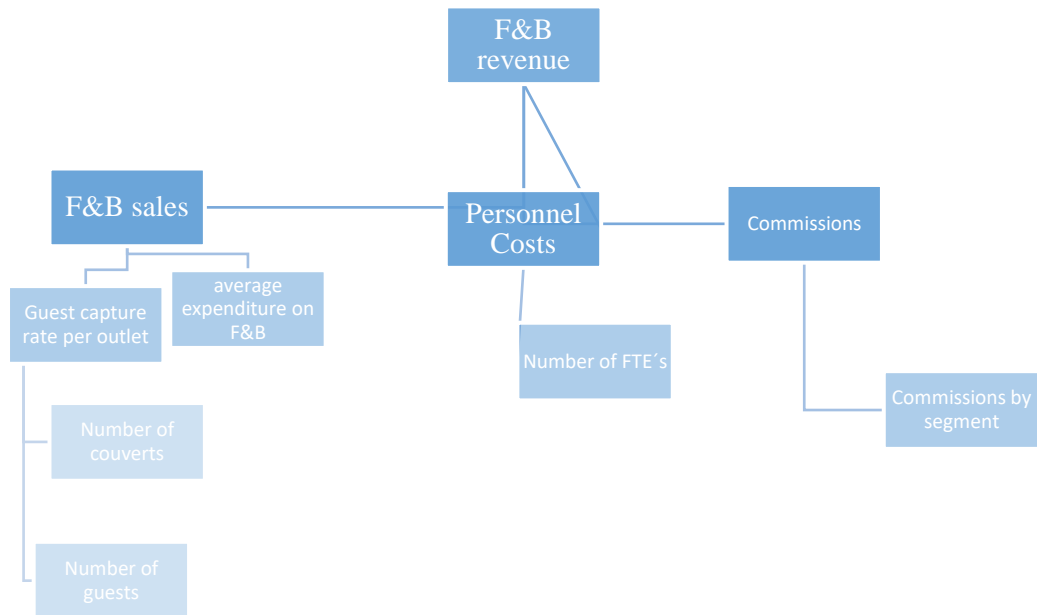 F&B
revenue
F&B sales
Personnel
Costs
Commissions
Guest capture
rate per outlet
average
expenditure on
F&B
Number of FTE´s
Commissions by
segment
Number of
couverts
Number of
guests